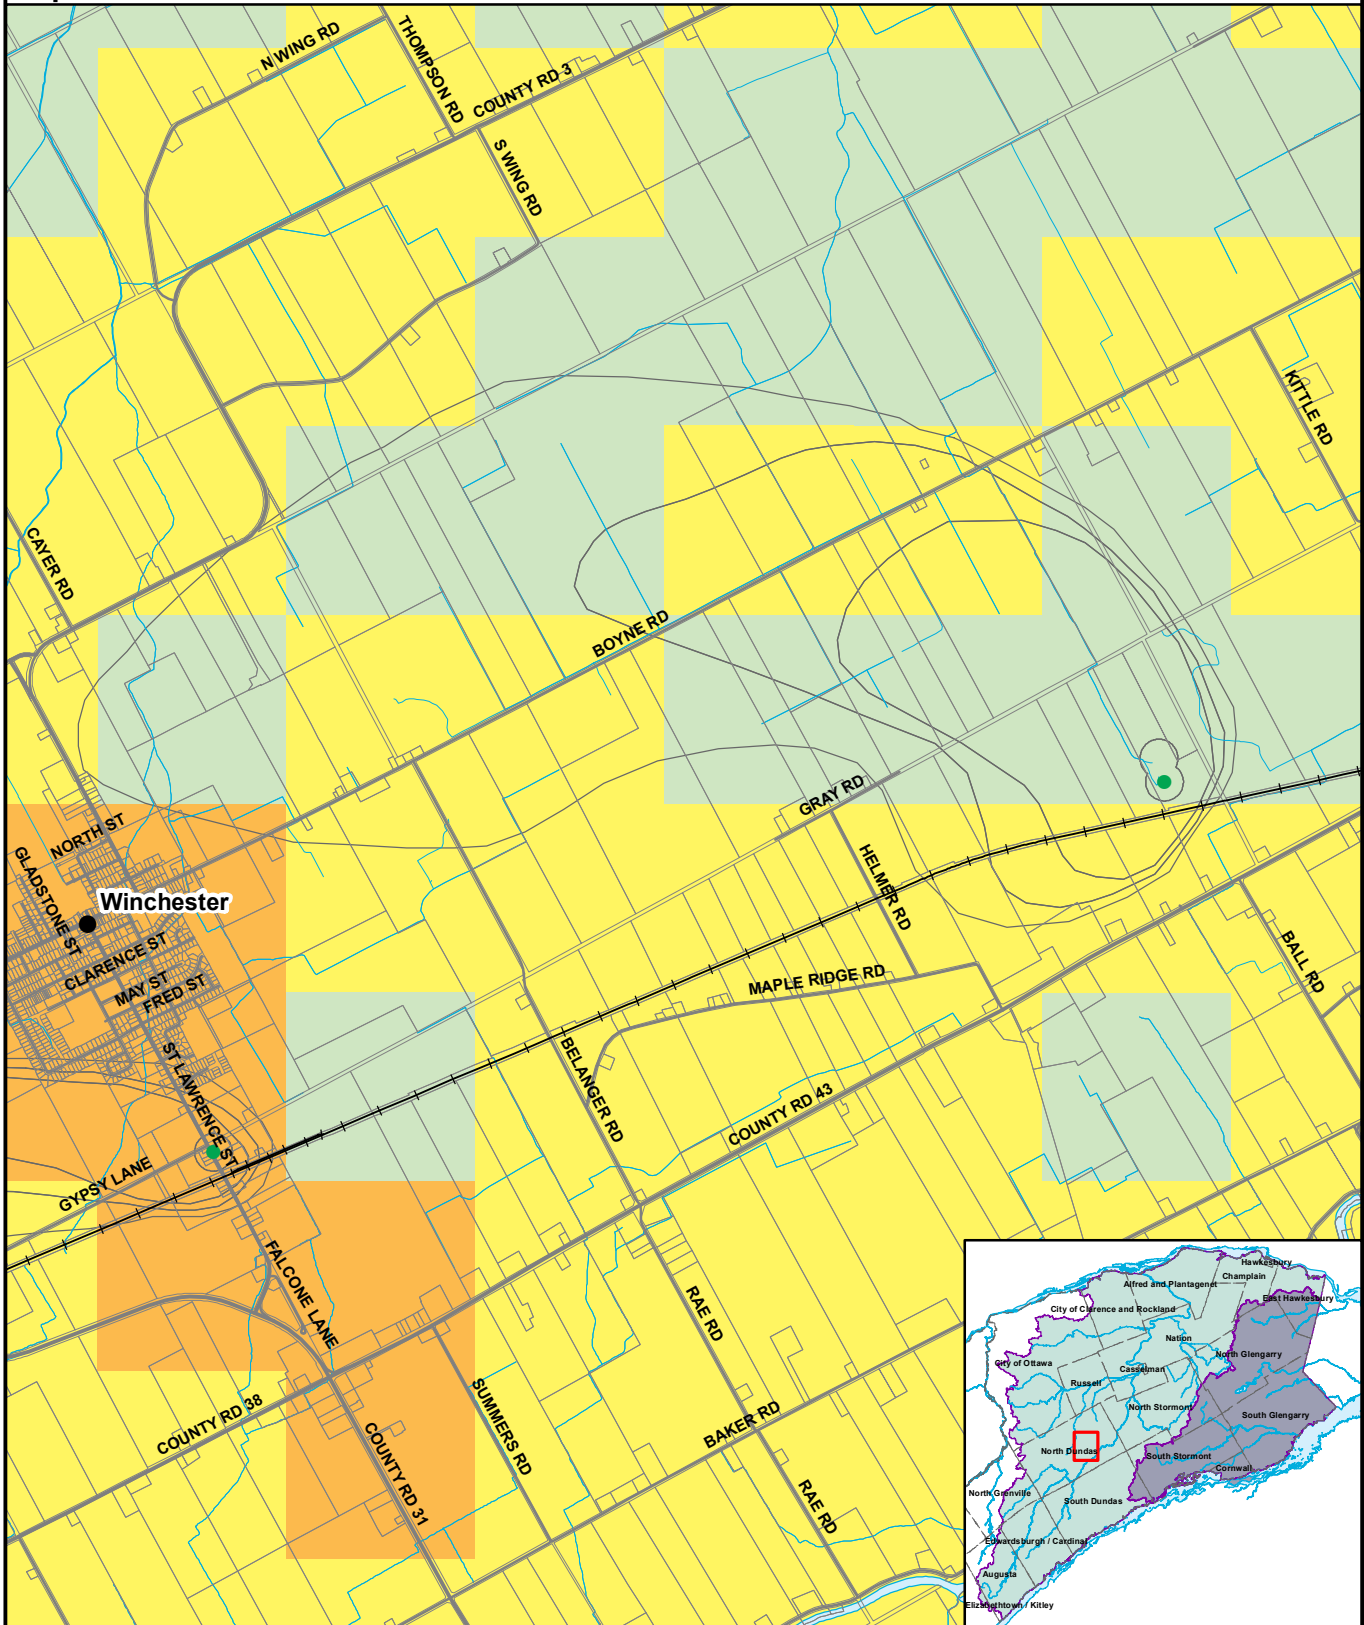 N WING RD
THOMPSON RD
COUNTY RD 3
S WING RD
KITTLE RD
CAYER RD
BOYNE RD
GRAY RD
NORTH ST
GLADSTONE ST
HELMER RD
Winchester
CLARENCE ST
MAY ST
FRED ST
MAPLE RIDGE RD
BALL RD
ST LAWRENCE ST
BELANGER RD
COUNTY RD 43
GYPSY LANE
FALCONE LANE
RAE RD
SUMMERS RD
COUNTY RD 38
BAKER RD
COUNTY RD 31
RAE RD
Hawkesbury
Champlain
Alfred and Plantagenet
East Hawkesbury
City of Clarence and Rockland
Nation
North Glengarry
City of Ottawa
Casselman
Russell
North Stormont
South Glengarry
North Dundas
South Stormont
Cornwall
North Grenville
South Dundas
Edwardsburgh / Cardinal
Augusta
Elizabethtown / Kitley